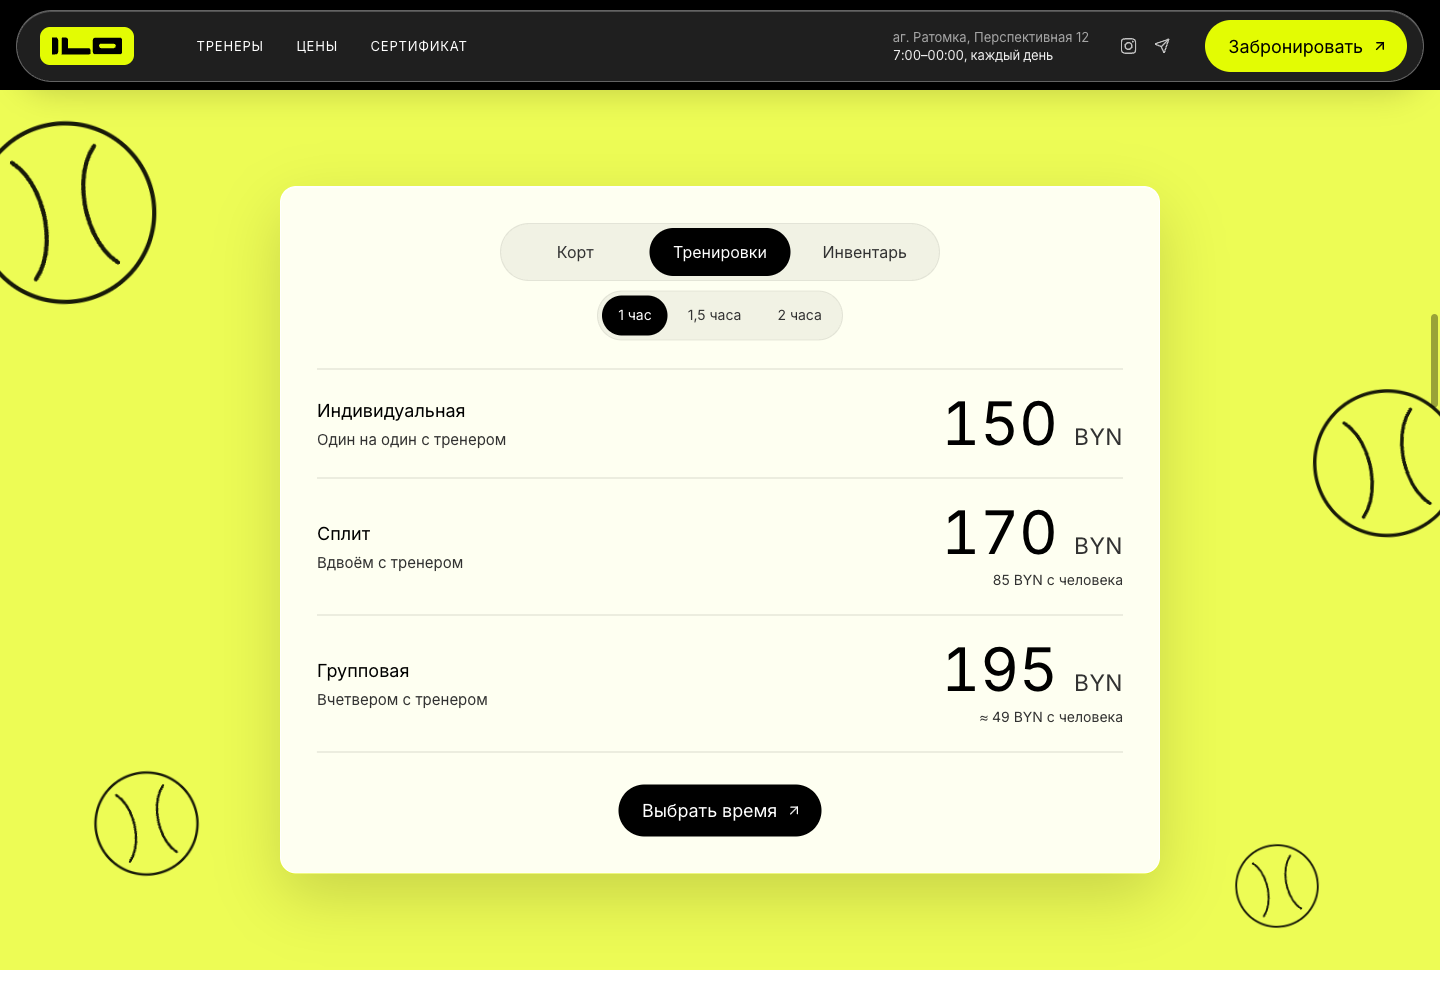 ILO
ТРЕНЕРЫ ЦЕНЫ СЕРТИФИКАТ
аг. Ратомка, Перспективная 12
7:00–00:00, каждый день
Забронировать
Корт Тренировки Инвентарь
1 час 1,5 часа 2 часа
Индивидуальная
Один на один с тренером
150 BYN
Сплит
Вдвоём с тренером
170 BYN
85 BYN с человека
Групповая
Вчетвером с тренером
195 BYN
≈ 49 BYN с человека
Выбрать время